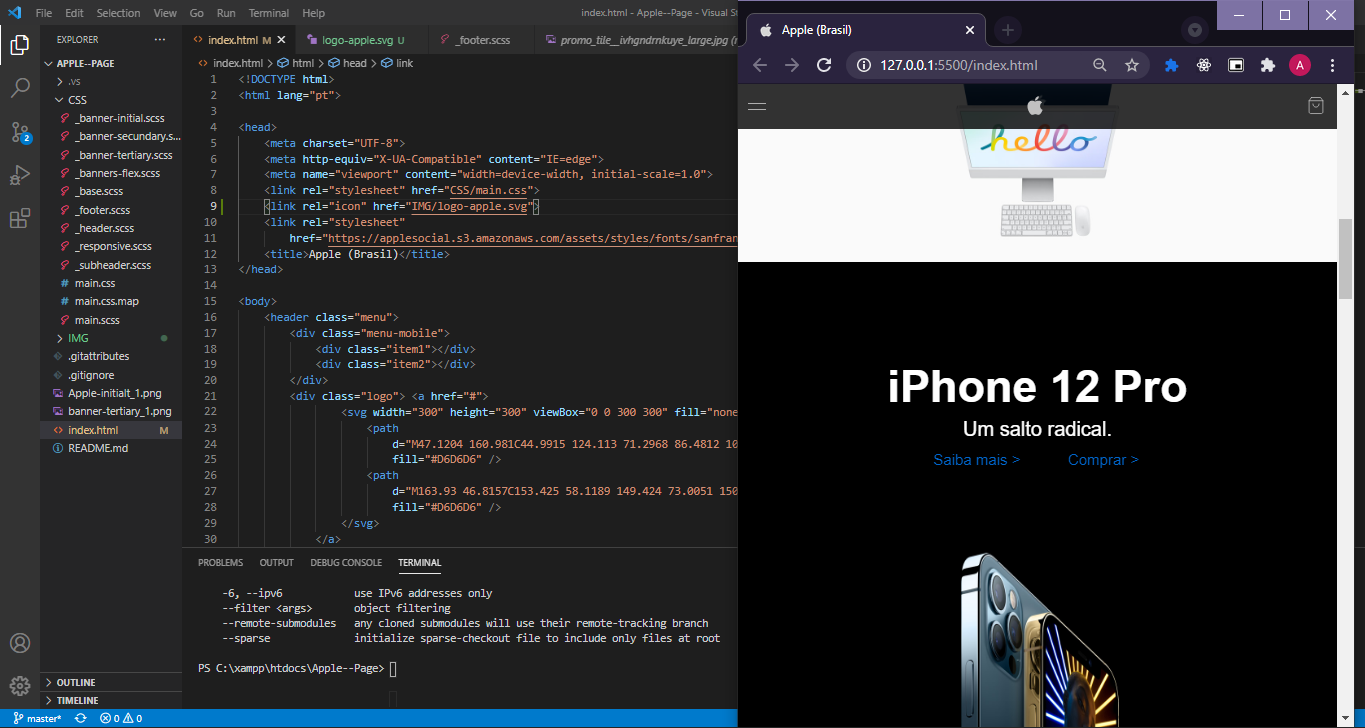 File Edit Selection View Go Run Terminal Help
index.html - Apple--Page - Visual St
EXPLORER
APPLE--PAGE
.vs
CSS
_banner-initial.scss
_banner-secundary.s...
_banner-tertiary.scss
_banners-flex.scss
_base.scss
_footer.scss
_header.scss
_responsive.scss
_subheader.scss
main.css
main.css.map
main.scss
IMG
.gitattributes
.gitignore
Apple-initialt_1.png
banner-tertiary_1.png
index.html M
README.md
OUTLINE
TIMELINE
index.html M
logo-apple.svg U
_footer.scss
promo_tile__ivhgndrnkuye_large.jpg (r
index.html > html > head > link
1 <!DOCTYPE html>
2 <html lang="pt">
3
4 <head>
5 <meta charset="UTF-8">
6 <meta http-equiv="X-UA-Compatible" content="IE=edge">
7 <meta name="viewport" content="width=device-width, initial-scale=1.0">
8 <link rel="stylesheet" href="CSS/main.css">
9 <link rel="icon" href="IMG/logo-apple.svg">
10 <link rel="stylesheet"
11 href="https://applesocial.s3.amazonaws.com/assets/styles/fonts/sanfran
12 <title>Apple (Brasil)</title>
13 </head>
14
15 <body>
16 <header class="menu">
17 <div class="menu-mobile">
18 <div class="item1"></div>
19 <div class="item2"></div>
20 </div>
21 <div class="logo"> <a href="#">
22 <svg width="300" height="300" viewBox="0 0 300 300" fill="none
23 <path
24 d="M47.1204 160.981C44.9915 124.113 71.2968 86.4812 10
25 fill="#D6D6D6" />
26 <path
27 d="M163.93 46.8157C153.425 58.1189 149.424 73.0051 150
28 fill="#D6D6D6" />
29 </svg>
30 </a>
PROBLEMS OUTPUT DEBUG CONSOLE TERMINAL
-6, --ipv6 use IPv6 addresses only
--filter <args> object filtering
--remote-submodules any cloned submodules will use their remote-tracking branch
--sparse initialize sparse-checkout file to include only files at root
PS C:\xampp\htdocs\Apple--Page>
master* 0 0
2
Apple (Brasil)
127.0.0.1:5500/index.html
A
hello
iPhone 12 Pro
Um salto radical.
Saiba mais > Comprar >